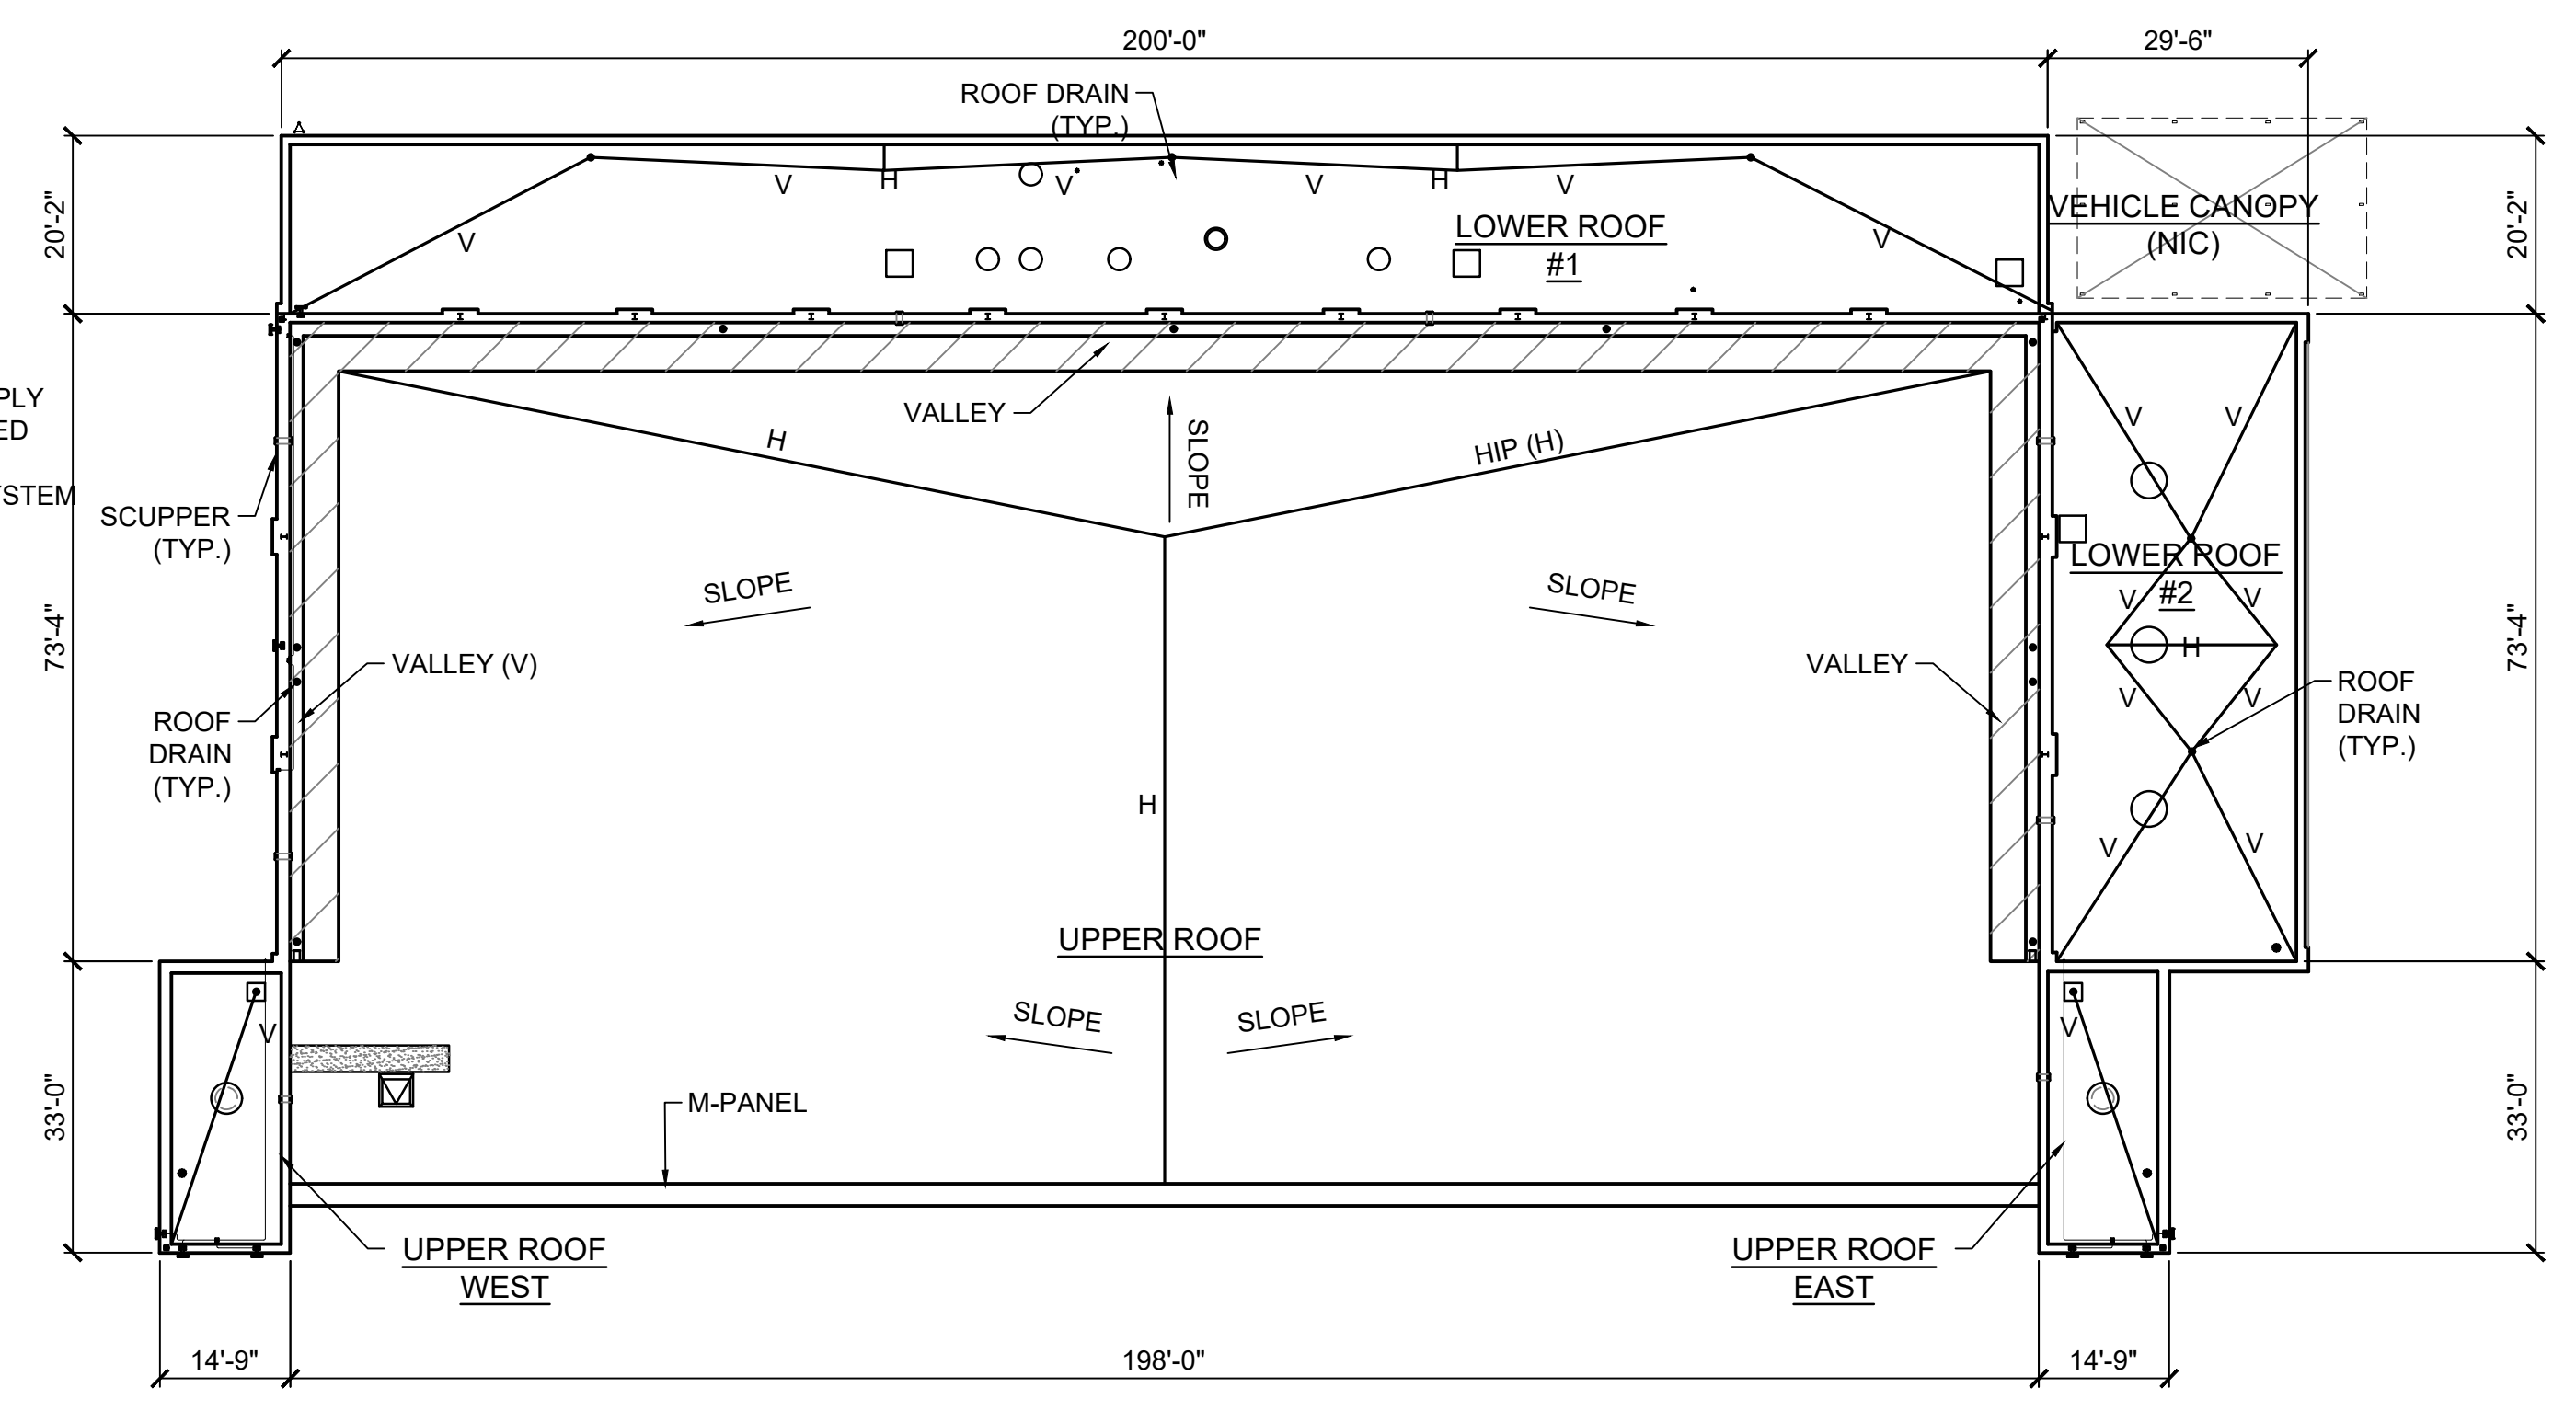 200'-0"
29'-6"
ROOF DRAIN
(TYP.)
20'-2"
V
H
V
V
H
V
V
V
LOWER ROOF
#1
VEHICLE CANOPY
(NIC)
20'-2"
PLY
ED
YSTEM
VALLEY
H
SLOPE
HIP (H)
V
V
SCUPPER
(TYP.)
SLOPE
SLOPE
LOWER ROOF
#2
V
V
H
V
V
73'-4"
73'-4"
VALLEY (V)
VALLEY
ROOF
DRAIN
(TYP.)
ROOF
DRAIN
(TYP.)
H
V
V
UPPER ROOF
SLOPE
SLOPE
V
V
33'-0"
33'-0"
M-PANEL
UPPER ROOF
WEST
UPPER ROOF
EAST
14'-9"
198'-0"
14'-9"